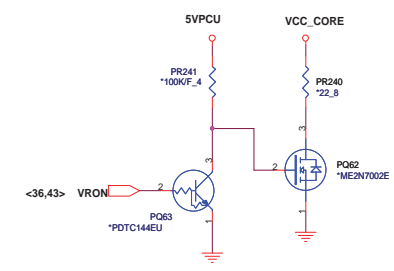 5VPCU
VCC_CORE
PR241
*100K/F_4
PR240
*22_8
3
3
PQ62
2
*ME2N7002E
<36,43> VRON
2
PQ63
*PDTC144EU
1
1